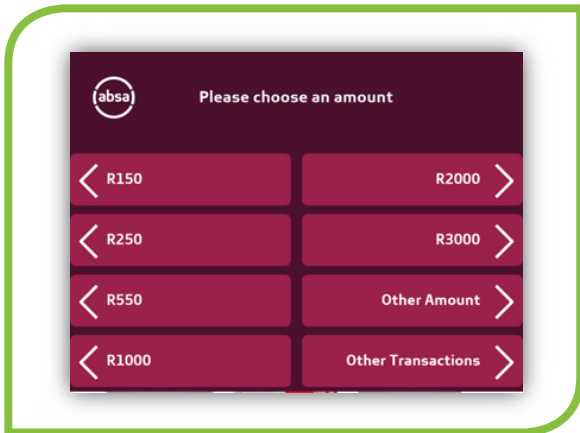 absa
Please choose an amount
R150
R2000
R250
R3000
R550
Other Amount
R1000
Other Transactions